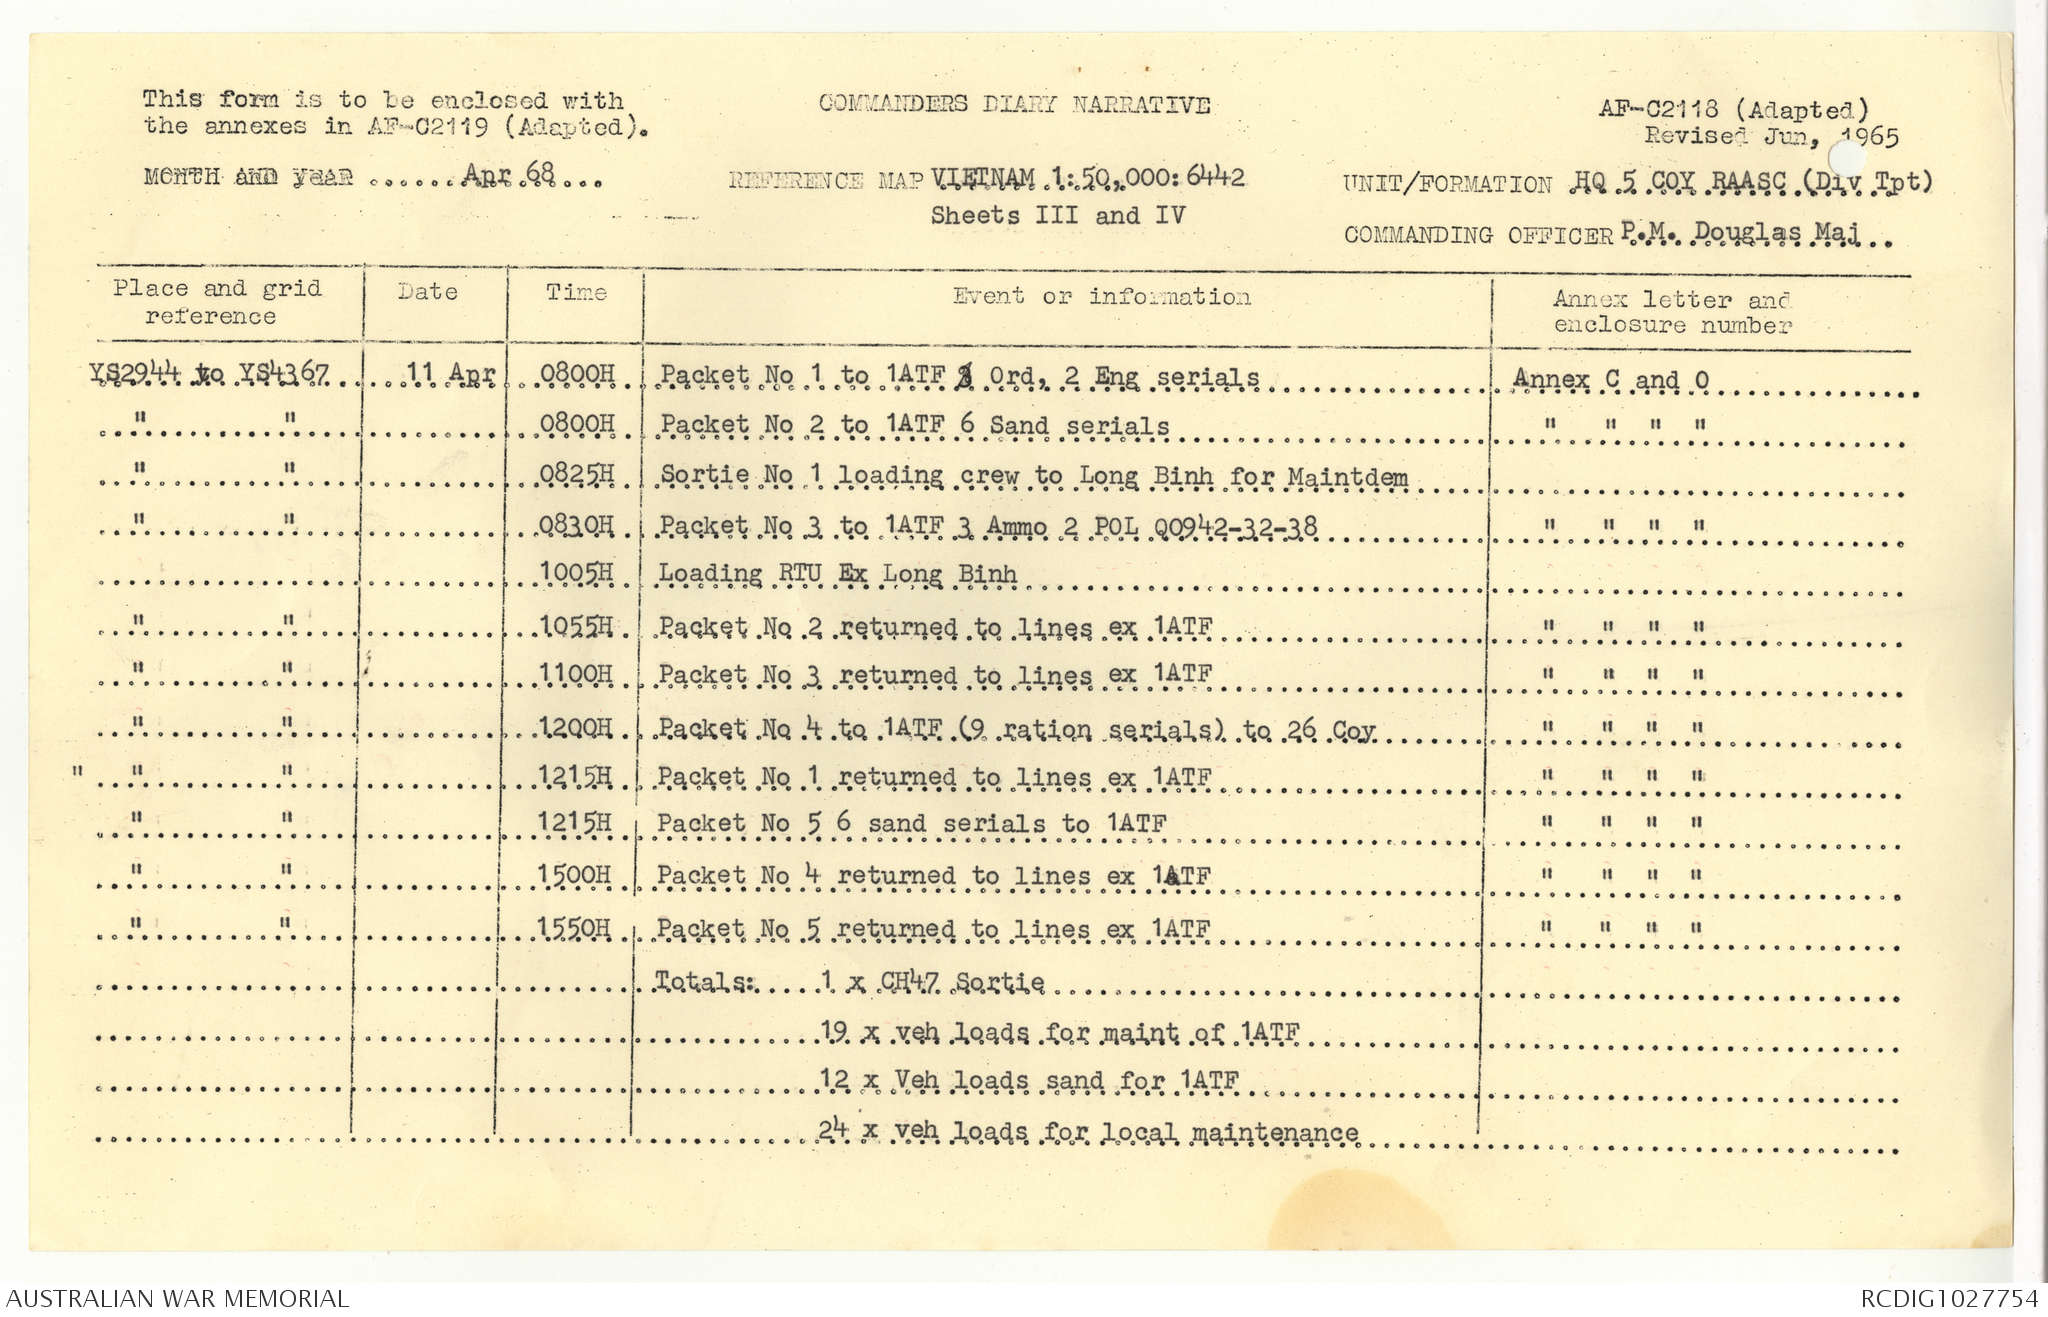 This form is to be enclosed with
the annexes in AF-C2119 (Adapted).
COMMANDERS DIARY NARRATIVE
AF-C2118 (Adapted)
Revised Jun, 1965
MONTH AND YEAR ...... Apr 68 ...
REFERENCE MAP VIETNAM 1:50,000:6442
Sheets III and IV
UNIT/FORMATION HQ 5 COY RAASC (Div Tpt)
COMMANDING OFFICER P.M. Douglas Maj
Place and grid reference Date Time Event or information Annex letter and enclosure number
YS2944 to YS4367 11 Apr 0800H Packet No 1 to 1ATF Ord, 2 Eng serials Annex C and O
" " 0800H Packet No 2 to 1ATF 6 Sand serials " " " "
" " 0825H Sortie No 1 loading crew to Long Binh for Maintdem
" " 0830H Packet No 3 to 1ATF 3 Ammo 2 POL Q0942-32-38 " " " "
1005H Loading RTU Ex Long Binh
" " 1055H Packet No 2 returned to lines ex 1ATF " " " "
" " 1100H Packet No 3 returned to lines ex 1ATF " " " "
" " 1200H Packet No 4 to 1ATF (9 ration serials) to 26 Coy " " " "
" " " 1215H Packet No 1 returned to lines ex 1ATF " " " "
" " 1215H Packet No 5 6 sand serials to 1ATF " " " "
" " 1500H Packet No 4 returned to lines ex 1ATF " " " "
" " 1550H Packet No 5 returned to lines ex 1ATF " " " "
Totals: 1 x CH47 Sortie
19 x veh loads for maint of 1ATF
12 x Veh loads sand for 1ATF
24 x veh loads for local maintenance
AUSTRALIAN WAR MEMORIAL
RCDIG1027754